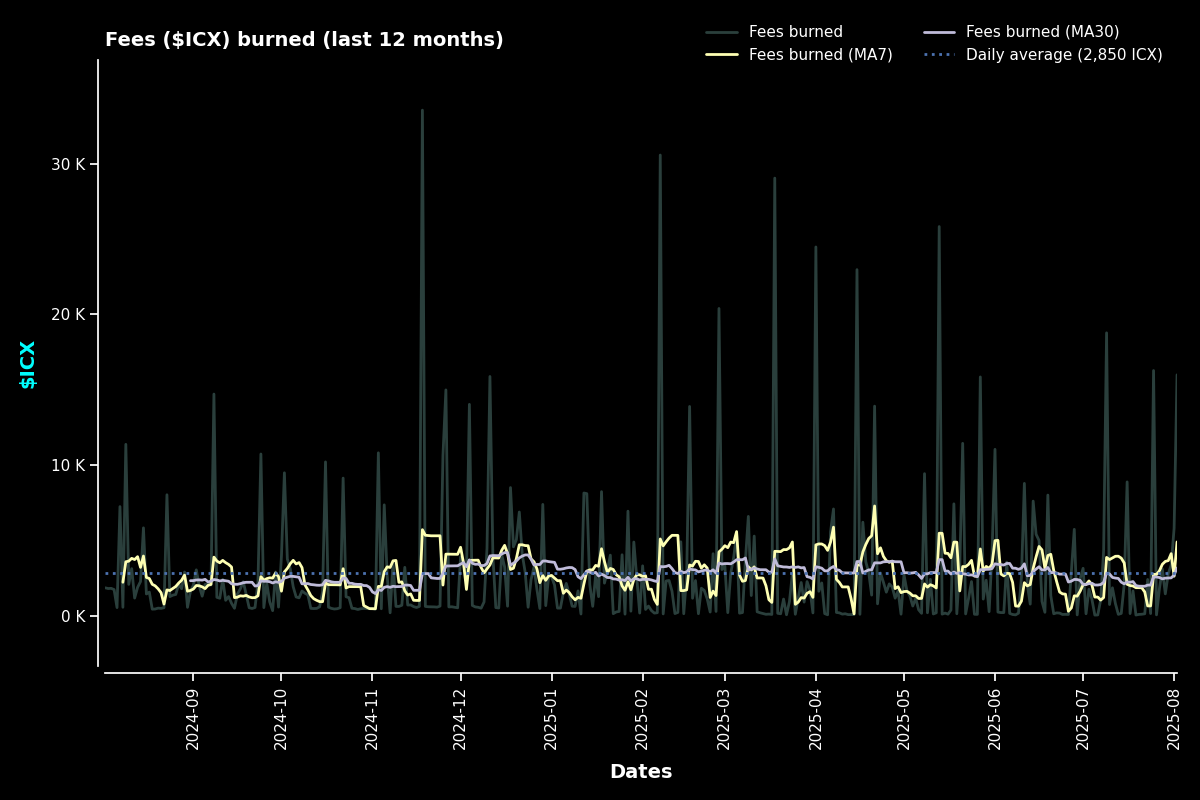 Fees ($ICX) burned (last 12 months)
Fees burned
Fees burned (MA7)
Fees burned (MA30)
Daily average (2,850 ICX)
$ICX
30 K
20 K
10 K
0 K
2024-09
2024-10
2024-11
2024-12
2025-01
2025-02
2025-03
2025-04
2025-05
2025-06
2025-07
2025-08
Dates